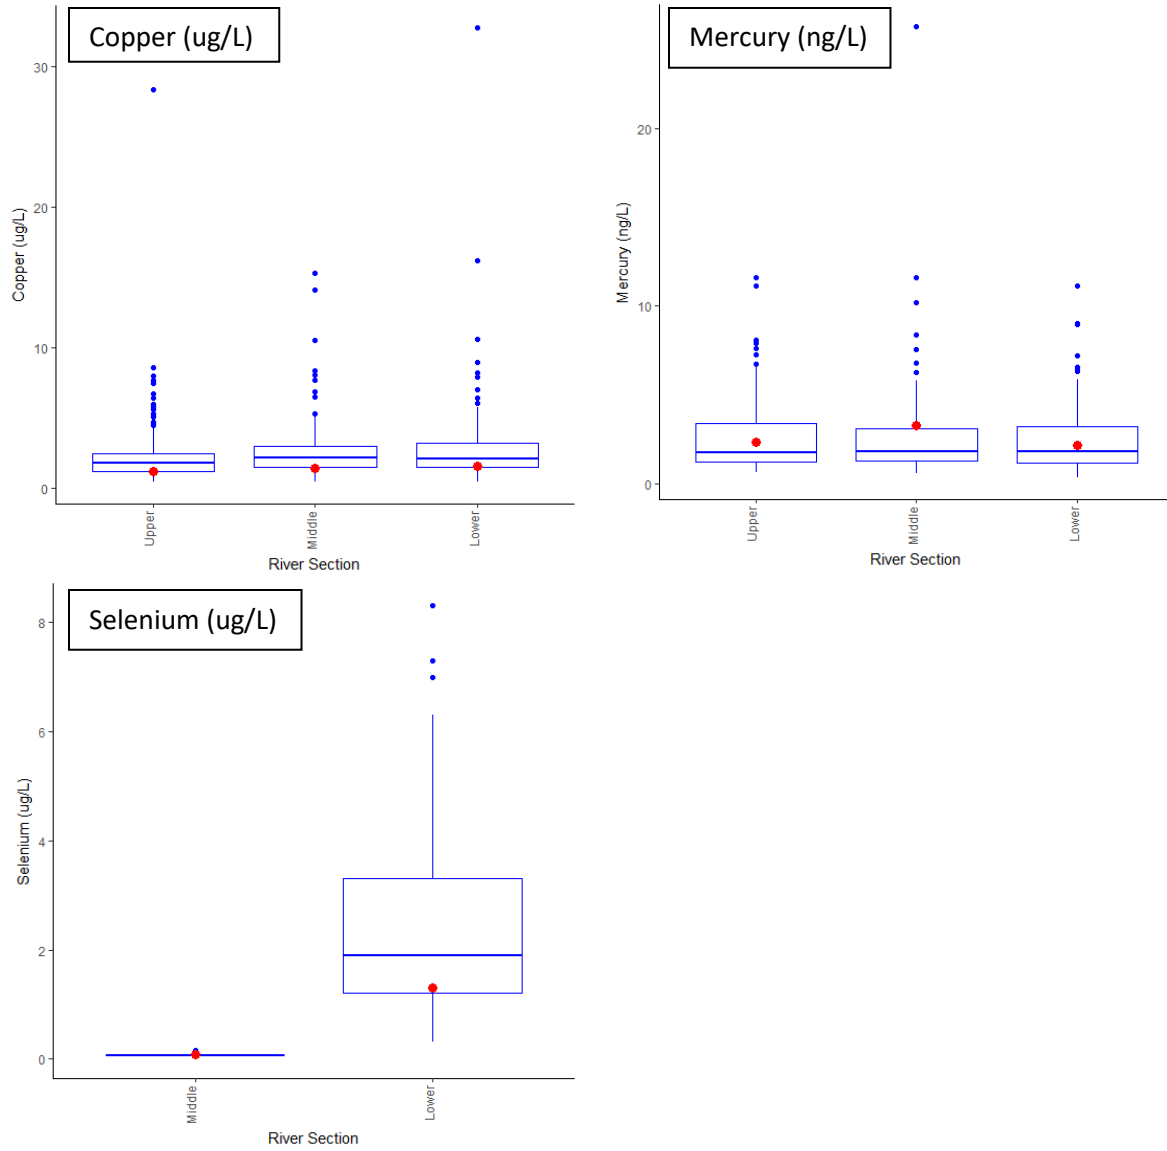 Copper (ug/L)
30
20
10
0
Copper (ug/L)
Upper
Middle
Lower
River Section
Mercury (ng/L)
20
10
0
Mercury (ng/L)
Upper
Middle
Lower
River Section
Selenium (ug/L)
8
6
4
2
0
Selenium (ug/L)
Middle
Lower
River Section